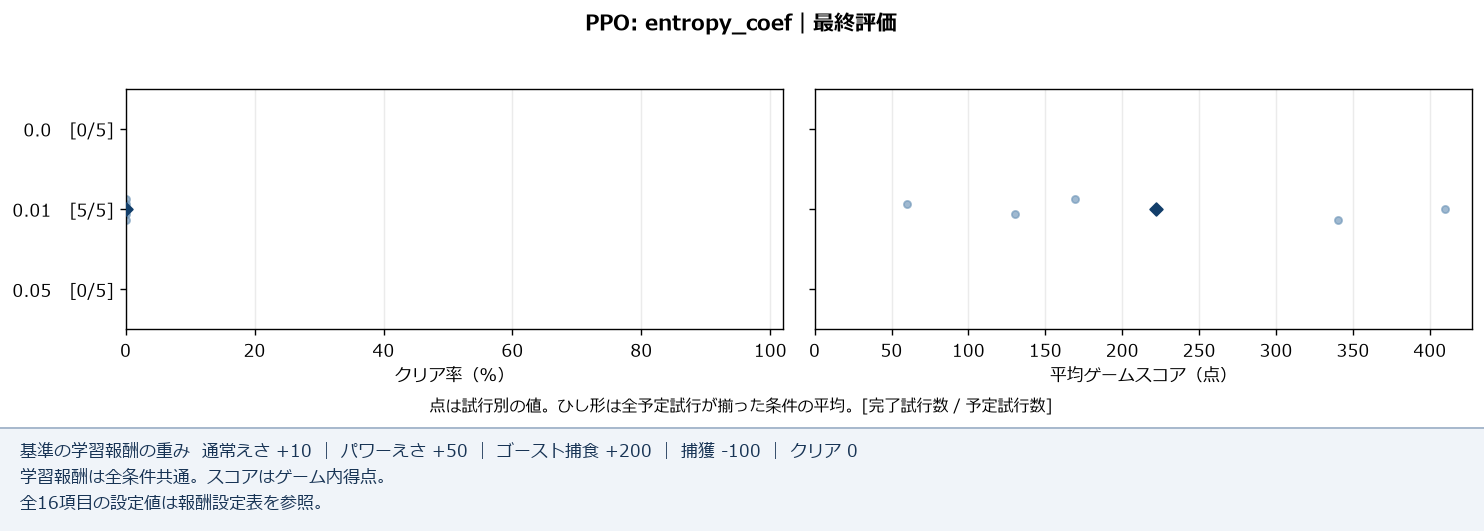 PPO: entropy_coef | 最終評価
0.0 [0/5]
0.01 [5/5]
0.05 [0/5]
0 20 40 60 80 100
クリア率（%）
0 50 100 150 200 250 300 350 400
平均ゲームスコア（点）
点は試行別の値。ひし形は全予定試行が揃った条件の平均。[完了試行数 / 予定試行数]
基準の学習報酬の重み 通常えさ +10 ｜ パワーえさ +50 ｜ ゴースト捕食 +200 ｜ 捕獲 -100 ｜ クリア 0
学習報酬は全条件共通。スコアはゲーム内得点。
全16項目の設定値は報酬設定表を参照。